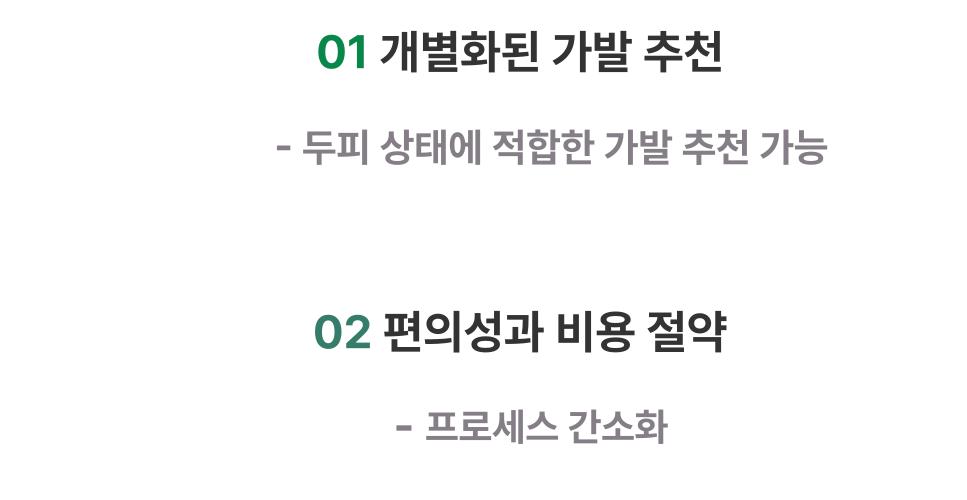 01 개별화된 가발 추천
- 두피 상태에 적합한 가발 추천 가능
02 편의성과 비용 절약
- 프로세스 간소화